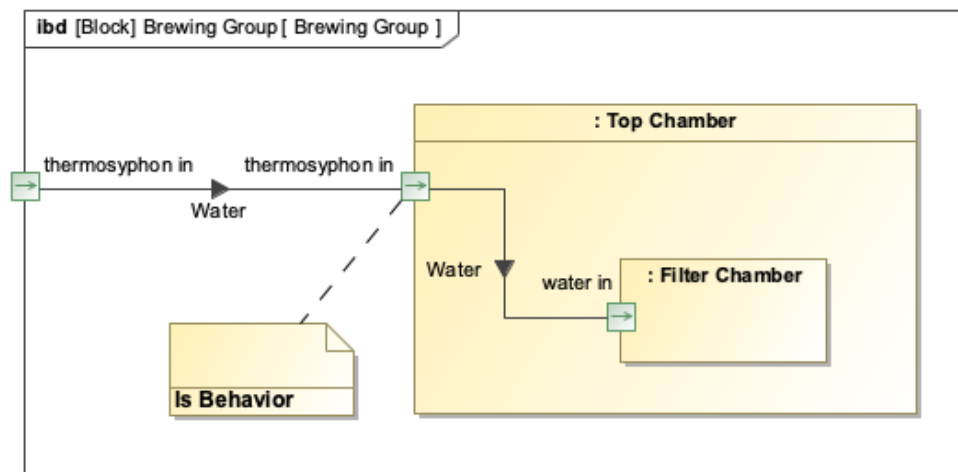 ibd [Block] Brewing Group[ Brewing Group ]
: Top Chamber
thermosyphon in
thermosyphon in
Water
Water
water in
: Filter Chamber
Is Behavior